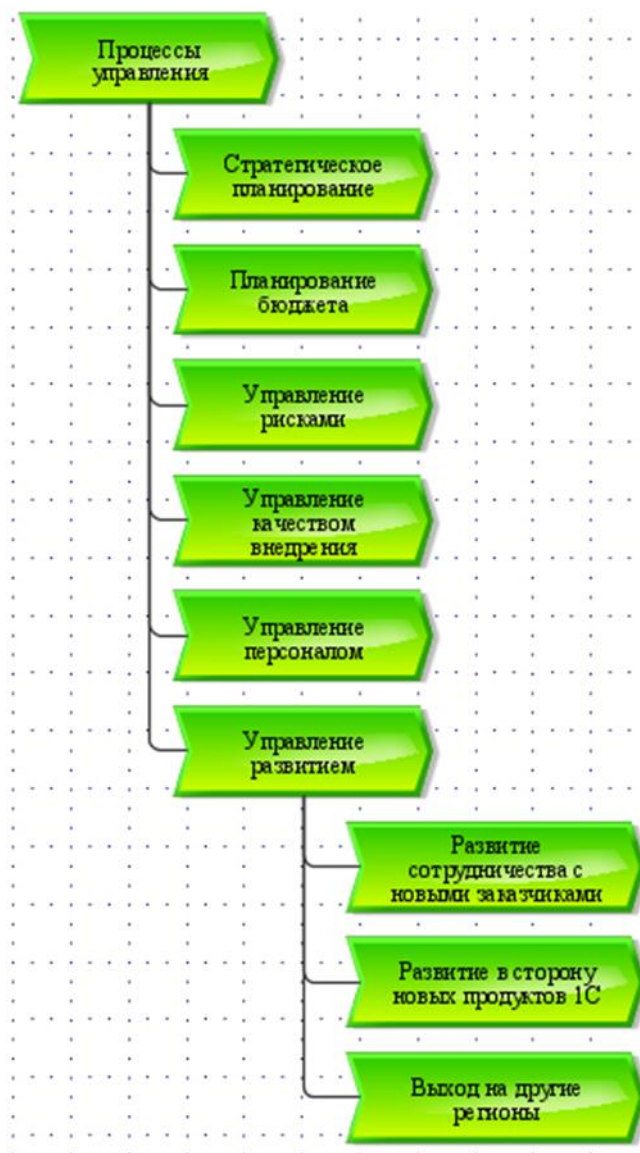 Процессы
управления
Стратегическое
планирование
Планирование
бюджета
Управление
рисками
Управление
качеством
внедрения
Управление
персоналом
Управление
развитием
Развитие
сотрудничества с
новыми заказчиками
Развитие в сторону
новых продуктов 1С
Выход на другие
регионы